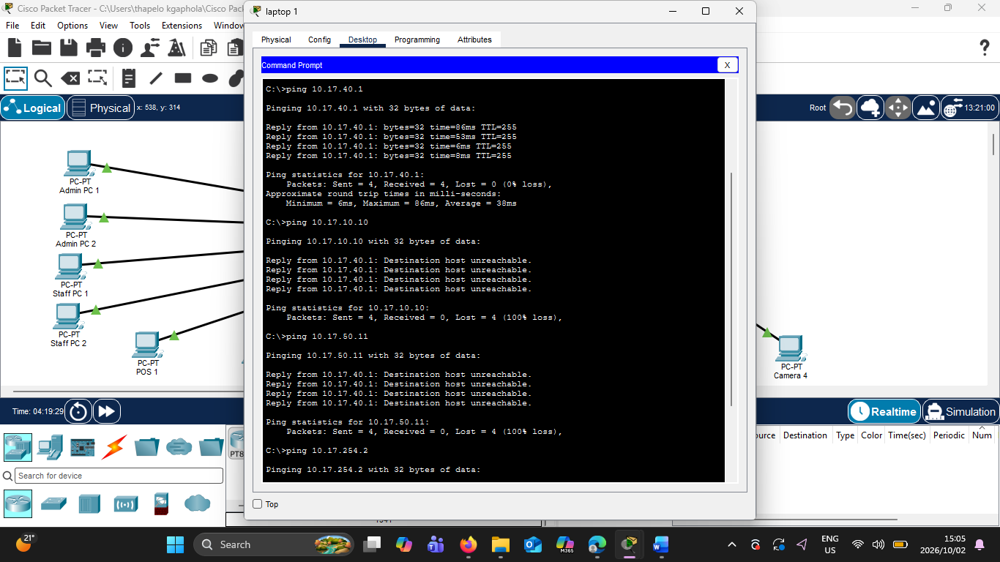 Cisco Packet Tracer - C:\Users\thapelo kgaphola\Cisco Pack
laptop 1
File Edit Options View Tools Extensions Window
Physical Config Desktop Programming Attributes
Command Prompt
X
C:\>ping 10.17.40.1
Pinging 10.17.40.1 with 32 bytes of data:
Reply from 10.17.40.1: bytes=32 time=86ms TTL=255
Reply from 10.17.40.1: bytes=32 time=53ms TTL=255
Reply from 10.17.40.1: bytes=32 time=6ms TTL=255
Reply from 10.17.40.1: bytes=32 time=8ms TTL=255
Ping statistics for 10.17.40.1:
Packets: Sent = 4, Received = 4, Lost = 0 (0% loss),
Approximate round trip times in milli-seconds:
Minimum = 6ms, Maximum = 86ms, Average = 38ms
C:\>ping 10.17.10.10
Pinging 10.17.10.10 with 32 bytes of data:
Reply from 10.17.40.1: Destination host unreachable.
Reply from 10.17.40.1: Destination host unreachable.
Reply from 10.17.40.1: Destination host unreachable.
Reply from 10.17.40.1: Destination host unreachable.
Ping statistics for 10.17.10.10:
Packets: Sent = 4, Received = 0, Lost = 4 (100% loss),
C:\>ping 10.17.50.11
Pinging 10.17.50.11 with 32 bytes of data:
Reply from 10.17.40.1: Destination host unreachable.
Reply from 10.17.40.1: Destination host unreachable.
Reply from 10.17.40.1: Destination host unreachable.
Reply from 10.17.40.1: Destination host unreachable.
Ping statistics for 10.17.50.11:
Packets: Sent = 4, Received = 0, Lost = 4 (100% loss),
C:\>ping 10.17.254.2
Pinging 10.17.254.2 with 32 bytes of data:
Top
Logical Physical x: 538, y: 314
Root 13:21:00
PC-PT
Admin PC 1
PC-PT
Admin PC 2
PC-PT
Staff PC 1
PC-PT
Staff PC 2
PC-PT
POS 1
PC-PT
Camera 4
Time: 04:19:29
Realtime Simulation
Search for device
PT8
ource Destination Type Color Time(sec) Periodic Num
21°
Search
M365
ENG
US
15:05
2026/10/02